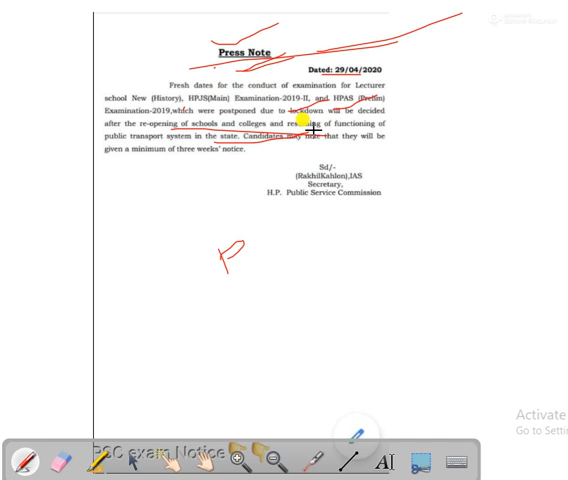 Press Note
Dated: 29/04/2020
Fresh dates for the conduct of examination for Lecturer
school New (History), HPJS(Main) Examination-2019-II, and HPAS (Prelim)
Examination-2019,which were postponed due to lockdown will be decided
after the re-opening of schools and colleges and resuming of functioning of
public transport system in the state. Candidates may note that they will be
given a minimum of three weeks' notice.
Sd/-
(RakhilKahlon),IAS
Secretary,
H.P. Public Service Commission
P
PSC exam Notice
A
Activate
Go to Setti